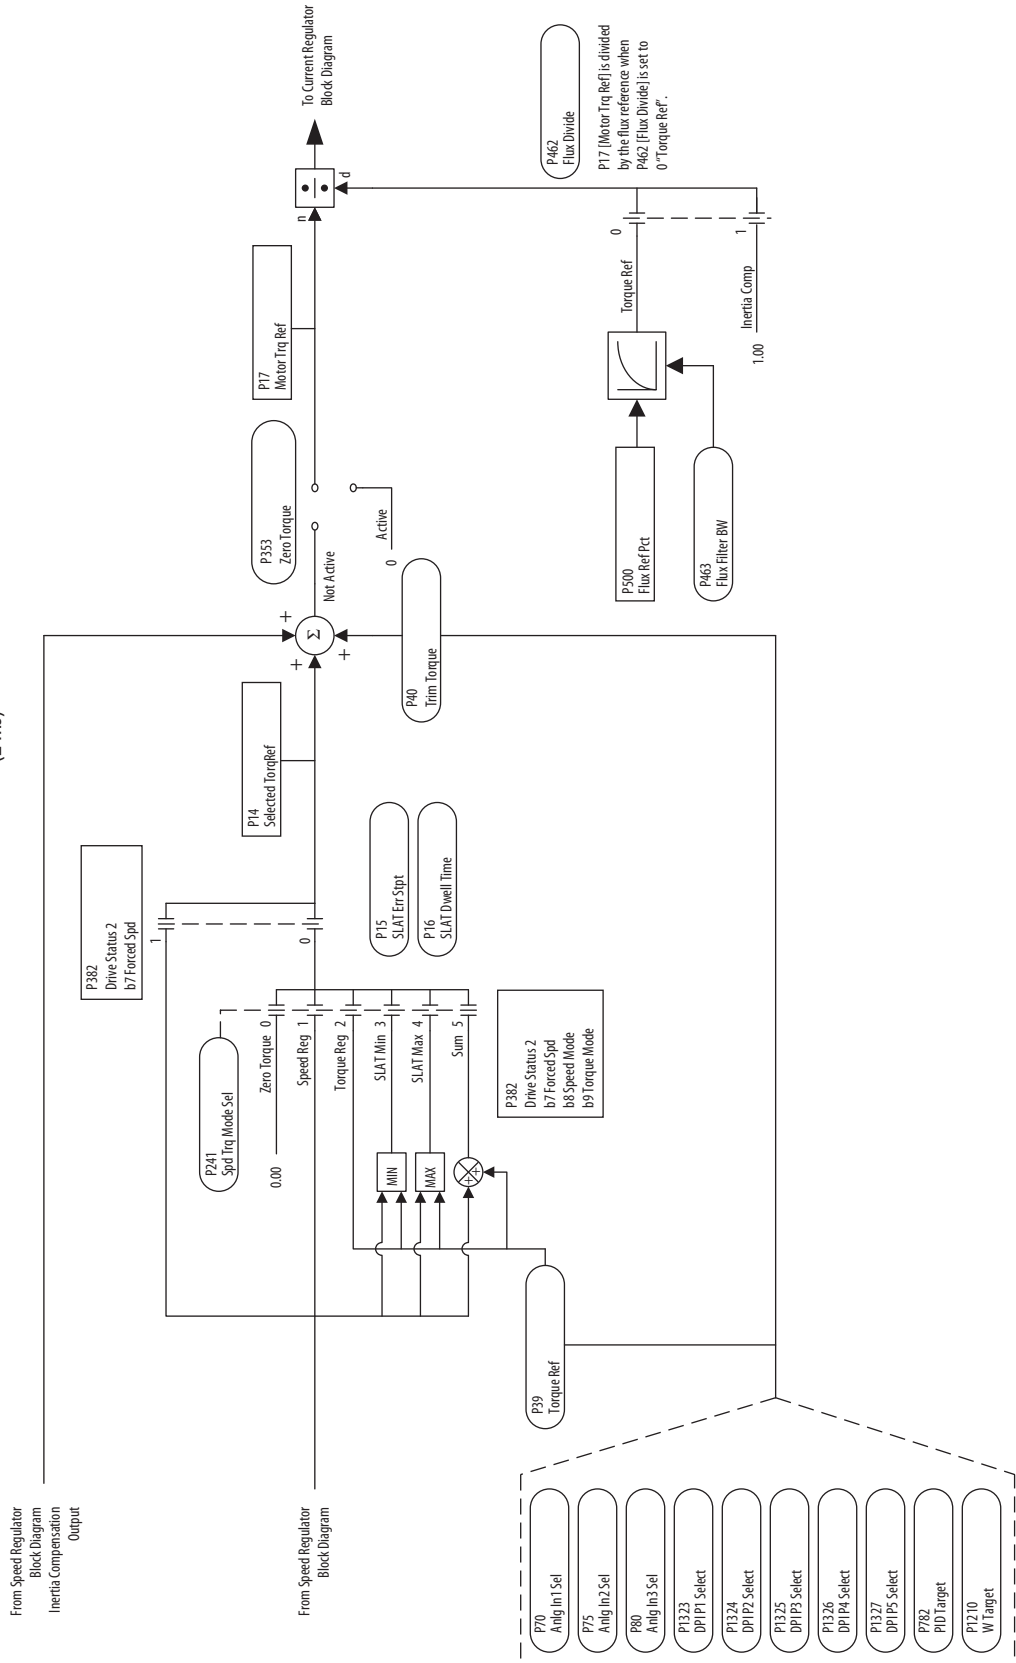 (2 ms)
From Speed Regulator
Block Diagram
Inertia Compensation
Output
From Speed Regulator
Block Diagram
P382
Drive Status 2
b7 Forced Spd
1
0
P241
Spd Trq Mode Sel
0.00
Zero Torque 0
Speed Reg 1
Torque Reg 2
SLAT Min 3
SLAT Max 4
Sum 5
MIN
MAX
+
+
P15
SLAT Err Stpt
P16
SLAT Dwell Time
P382
Drive Status 2
b7 Forced Spd
b8 Speed Mode
b9 Torque Mode
P39
Torque Ref
P14
Selected TorqRef
+
+
+
Σ
P40
Trim Torque
P353
Zero Torque
Not Active
Active
0
P17
Motor Trq Ref
n
d
To Current Regulator
Block Diagram
P462
Flux Divide
P17 [Motor Trq Ref] is divided
by the flux reference when
P462 [Flux Divide] is set to
0 "Torque Ref".
P500
Flux Ref Pct
P463
Flux Filter BW
Torque Ref
0
1.00
Inertia Comp
1
P70
Anlg In1 Sel
P75
Anlg In2 Sel
P80
Anlg In3 Sel
P1323
DPI P1 Select
P1324
DPI P2 Select
P1325
DPI P3 Select
P1326
DPI P4 Select
P1327
DPI P5 Select
P782
PID Target
P1210
W Target